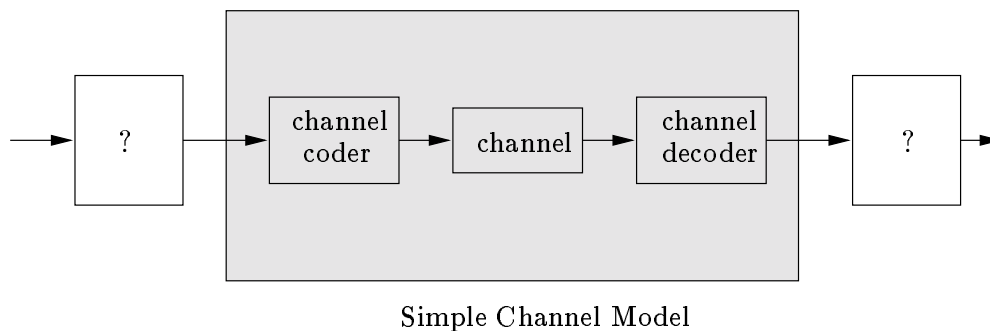 ?
channel
coder
channel
channel
decoder
?
Simple Channel Model